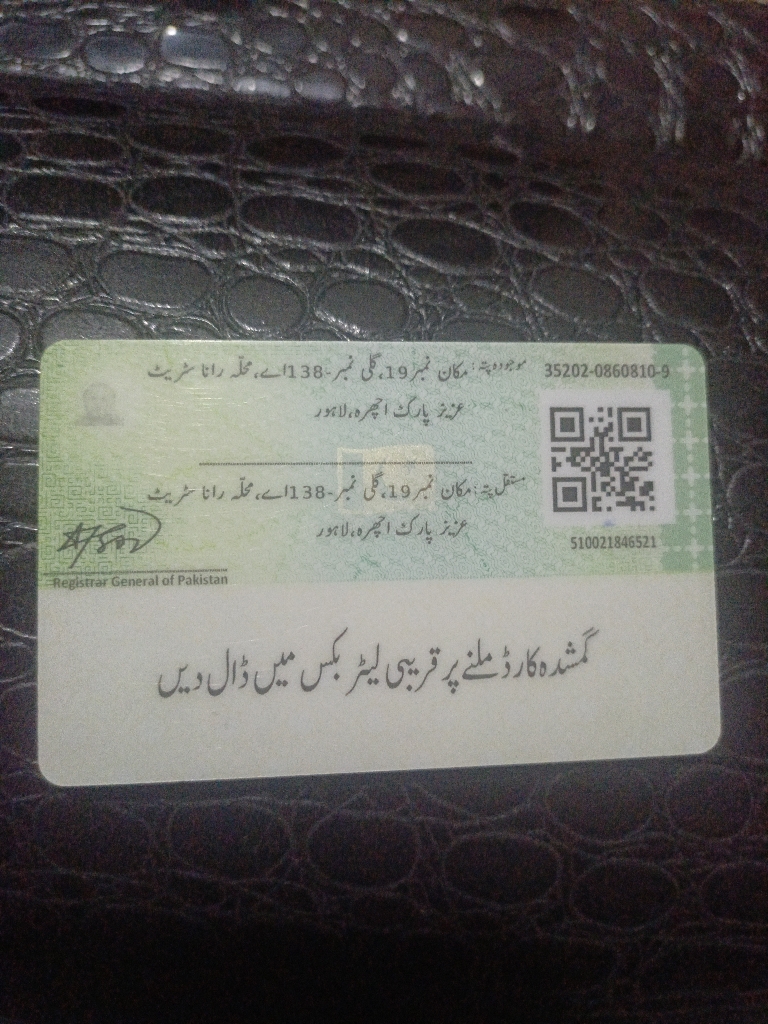 موجودہ پتہ: مکان نمبر19، گلی نمبر-138اے، محلّہ رانا سٹریٹ
عزیز پارک اچھرہ، لاہور
35202-0860810-9
مستقل پتہ: مکان نمبر19، گلی نمبر-138اے، محلّہ رانا سٹریٹ
عزیز پارک اچھرہ، لاہور
510021846521
Registrar General of Pakistan
گمشدہ کارڈ ملنے پر قریبی لیٹر بکس میں ڈال دیں